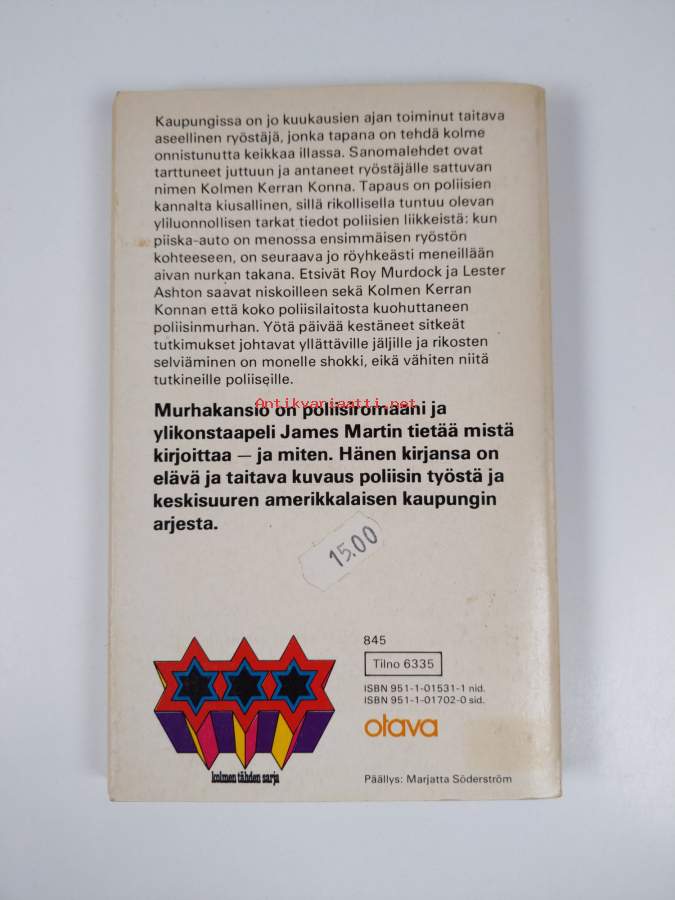 Kaupungissa on jo kuukausien ajan toiminut taitava
aseellinen ryöstäjä, jonka tapana on tehdä kolme
onnistunutta keikkaa illassa. Sanomalehdet ovat
tarttuneet juttuun ja antaneet ryöstäjälle sattuvan
nimen Kolmen Kerran Konna. Tapaus on poliisien
kannalta kiusallinen, sillä rikollisella tuntuu olevan
yliluonnollisen tarkat tiedot poliisien liikkeistä: kun
piiska-auto on menossa ensimmäisen ryöstön
kohteeseen, on seuraava jo röyhkeästi meneillään
aivan nurkan takana. Etsivät Roy Murdock ja Lester
Ashton saavat niskoilleen sekä Kolmen Kerran
Konnan että koko poliisilaitosta kuohuttaneen
poliisinmurhan. Yötä päivää kestäneet sitkeät
tutkimukset johtavat yllättäville jäljille ja rikosten
selviäminen on monelle shokki, eikä vähiten niitä
tutkineille poliiseille.
Antikvariaatti.net
Murhakansio on poliisiromaani ja
ylikonstaapeli James Martin tietää mistä
kirjoittaa — ja miten. Hänen kirjansa on
elävä ja taitava kuvaus poliisin työstä ja
keskisuuren amerikkalaisen kaupungin
arjesta.
15.00
845
Tilno 6335
ISBN 951-1-01531-1 nid.
ISBN 951-1-01702-0 sid.
otava
kolmen tähden sarja
Päällys: Marjatta Söderström